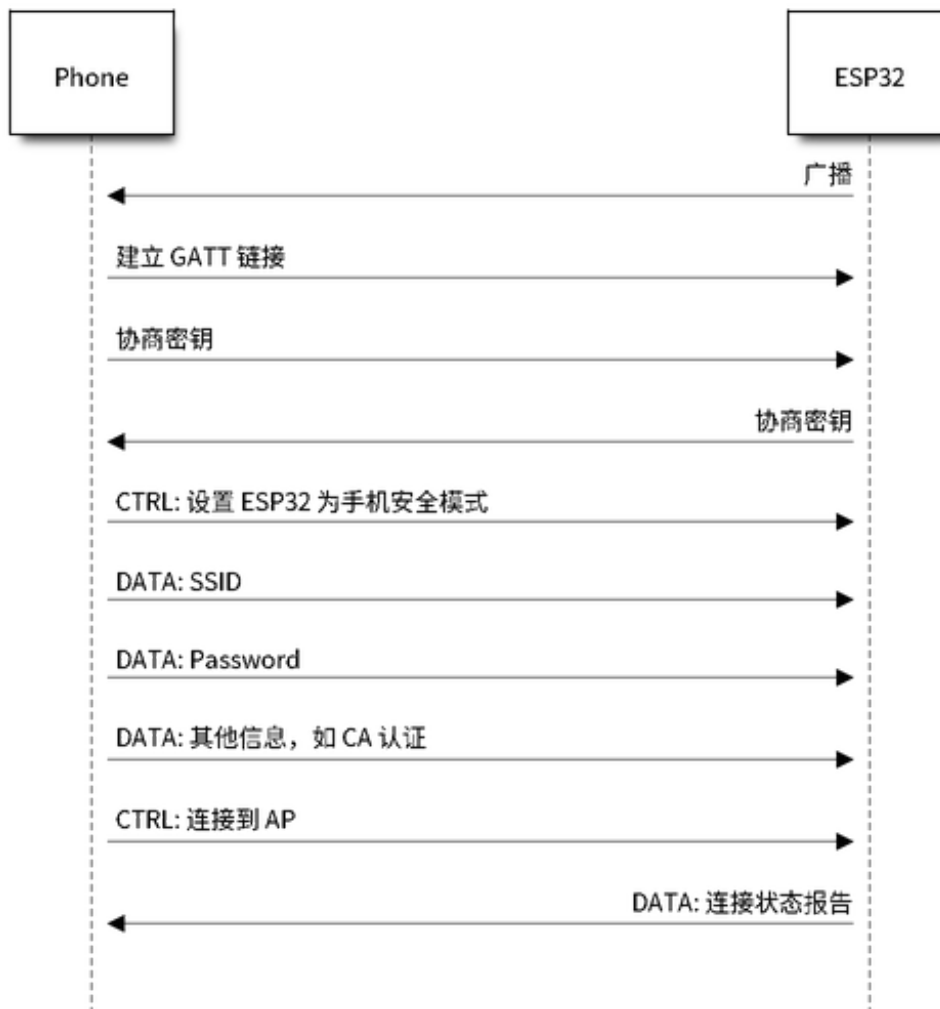 Phone
ESP32
广播
建立 GATT 链接
协商密钥
协商密钥
CTRL: 设置 ESP32 为手机安全模式
DATA: SSID
DATA: Password
DATA: 其他信息，如 CA 认证
CTRL: 连接到 AP
DATA: 连接状态报告